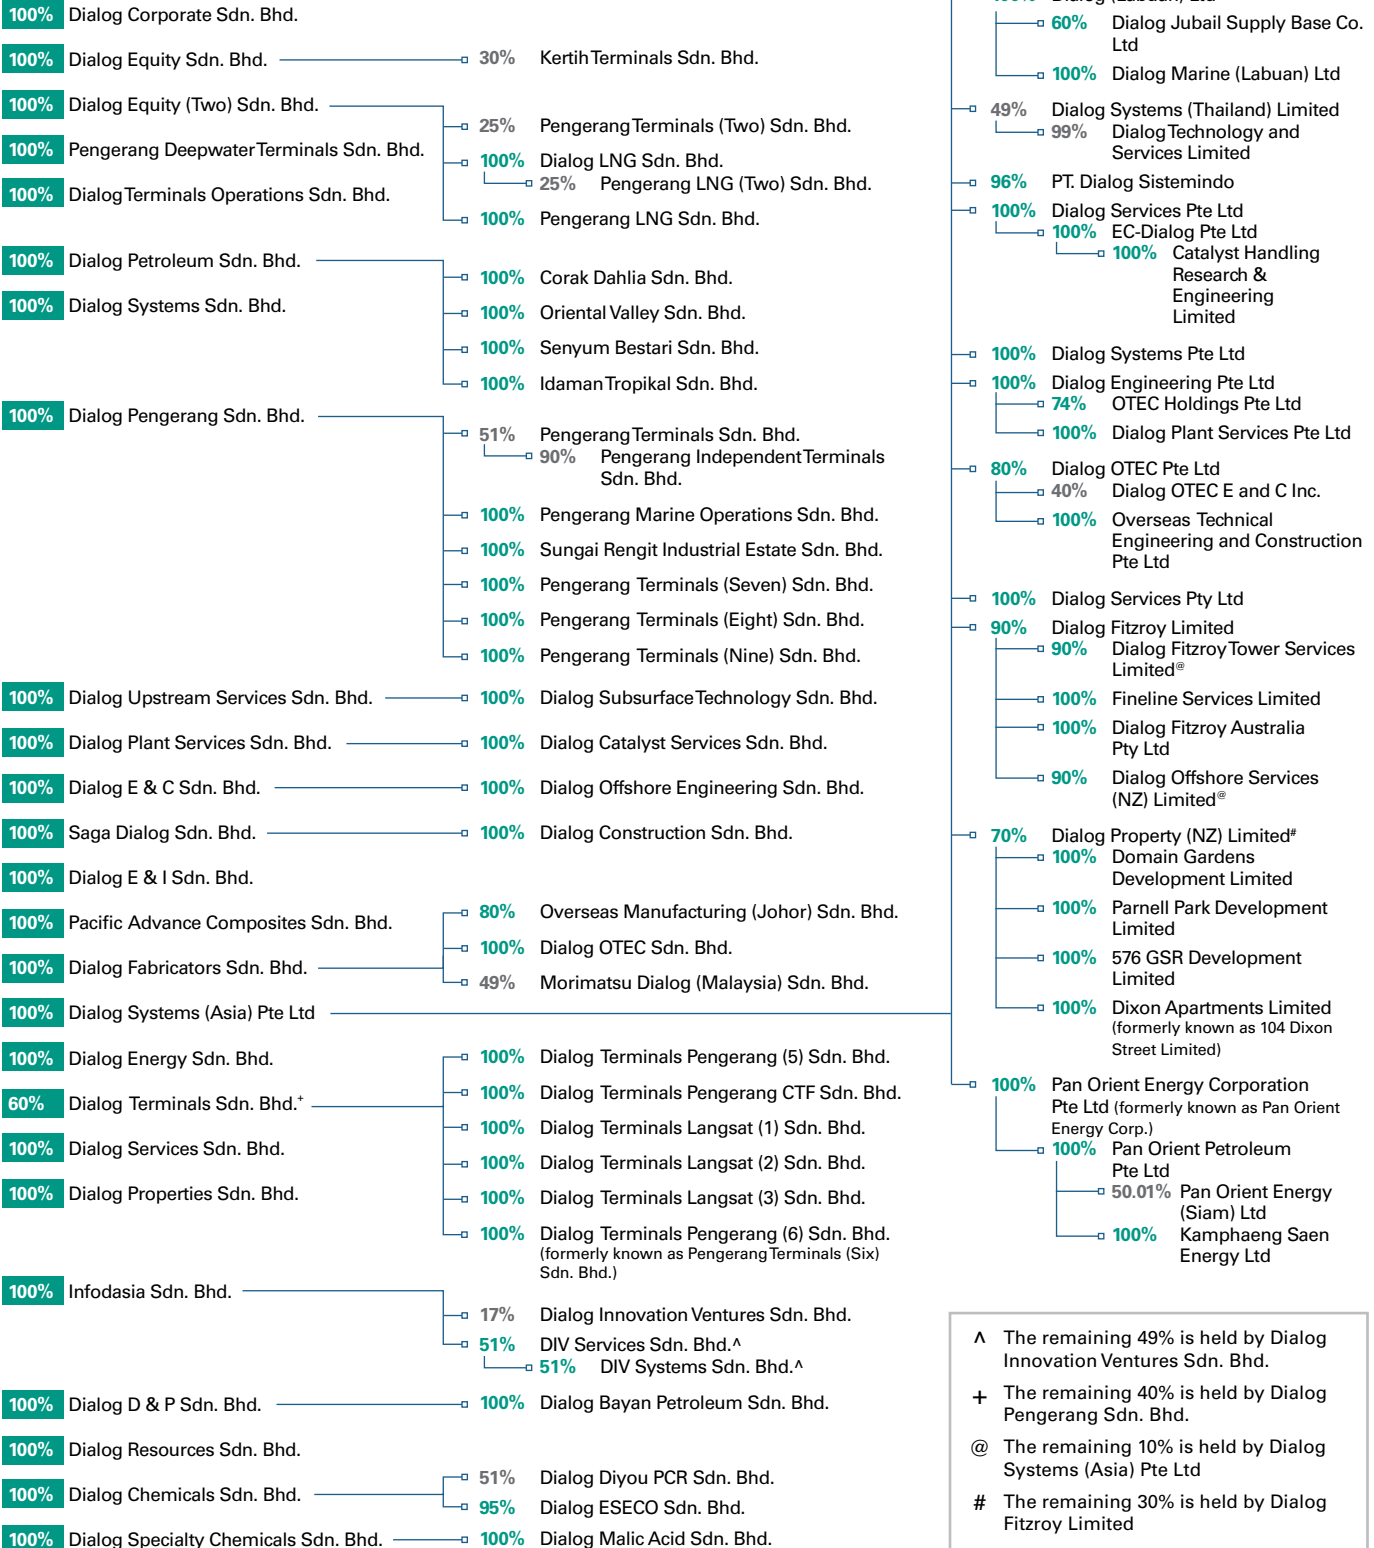 100% Dialog Corporate Sdn. Bhd.
100% Dialog Equity Sdn. Bhd.
30% Kertih Terminals Sdn. Bhd.
100% Dialog Equity (Two) Sdn. Bhd.
25% Pengerang Terminals (Two) Sdn. Bhd.
100% Dialog LNG Sdn. Bhd.
25% Pengerang LNG (Two) Sdn. Bhd.
100% Pengerang LNG Sdn. Bhd.
100% Pengerang Deepwater Terminals Sdn. Bhd.
100% Dialog Terminals Operations Sdn. Bhd.
100% Dialog Petroleum Sdn. Bhd.
100% Corak Dahlia Sdn. Bhd.
100% Oriental Valley Sdn. Bhd.
100% Senyum Bestari Sdn. Bhd.
100% Idaman Tropikal Sdn. Bhd.
100% Dialog Systems Sdn. Bhd.
100% Dialog Pengerang Sdn. Bhd.
51% Pengerang Terminals Sdn. Bhd.
90% Pengerang Independent Terminals
Sdn. Bhd.
100% Pengerang Marine Operations Sdn. Bhd.
100% Sungai Rengit Industrial Estate Sdn. Bhd.
100% Pengerang Terminals (Seven) Sdn. Bhd.
100% Pengerang Terminals (Eight) Sdn. Bhd.
100% Pengerang Terminals (Nine) Sdn. Bhd.
100% Dialog Upstream Services Sdn. Bhd.
100% Dialog Subsurface Technology Sdn. Bhd.
100% Dialog Plant Services Sdn. Bhd.
100% Dialog Catalyst Services Sdn. Bhd.
100% Dialog E & C Sdn. Bhd.
100% Dialog Offshore Engineering Sdn. Bhd.
100% Saga Dialog Sdn. Bhd.
100% Dialog Construction Sdn. Bhd.
100% Dialog E & I Sdn. Bhd.
100% Pacific Advance Composites Sdn. Bhd.
100% Dialog Fabricators Sdn. Bhd.
80% Overseas Manufacturing (Johor) Sdn. Bhd.
100% Dialog OTEC Sdn. Bhd.
49% Morimatsu Dialog (Malaysia) Sdn. Bhd.
100% Dialog Systems (Asia) Pte Ltd
100% Dialog Energy Sdn. Bhd.
60% Dialog Terminals Sdn. Bhd.+
100% Dialog Terminals Pengerang (5) Sdn. Bhd.
100% Dialog Terminals Pengerang CTF Sdn. Bhd.
100% Dialog Terminals Langsat (1) Sdn. Bhd.
100% Dialog Terminals Langsat (2) Sdn. Bhd.
100% Dialog Terminals Langsat (3) Sdn. Bhd.
100% Dialog Terminals Pengerang (6) Sdn. Bhd.
(formerly known as Pengerang Terminals (Six)
Sdn. Bhd.)
100% Dialog Services Sdn. Bhd.
100% Dialog Properties Sdn. Bhd.
100% Infodasia Sdn. Bhd.
17% Dialog Innovation Ventures Sdn. Bhd.
51% DIV Services Sdn. Bhd.^
51% DIV Systems Sdn. Bhd.^
100% Dialog D & P Sdn. Bhd.
100% Dialog Bayan Petroleum Sdn. Bhd.
100% Dialog Resources Sdn. Bhd.
100% Dialog Chemicals Sdn. Bhd.
51% Dialog Diyou PCR Sdn. Bhd.
95% Dialog ESECO Sdn. Bhd.
100% Dialog Specialty Chemicals Sdn. Bhd.
100% Dialog Malic Acid Sdn. Bhd.
100% Dialog (Labuan) Ltd
60% Dialog Jubail Supply Base Co.
Ltd
100% Dialog Marine (Labuan) Ltd
49% Dialog Systems (Thailand) Limited
99% Dialog Technology and
Services Limited
96% PT. Dialog Sistemindo
100% Dialog Services Pte Ltd
100% EC-Dialog Pte Ltd
100% Catalyst Handling
Research &
Engineering
Limited
100% Dialog Systems Pte Ltd
100% Dialog Engineering Pte Ltd
74% OTEC Holdings Pte Ltd
100% Dialog Plant Services Pte Ltd
80% Dialog OTEC Pte Ltd
40% Dialog OTEC E and C Inc.
100% Overseas Technical
Engineering and Construction
Pte Ltd
100% Dialog Services Pty Ltd
90% Dialog Fitzroy Limited
90% Dialog Fitzroy Tower Services
Limited@
100% Fineline Services Limited
100% Dialog Fitzroy Australia
Pty Ltd
90% Dialog Offshore Services
(NZ) Limited@
70% Dialog Property (NZ) Limited#
100% Domain Gardens
Development Limited
100% Parnell Park Development
Limited
100% 576 GSR Development
Limited
100% Dixon Apartments Limited
(formerly known as 104 Dixon
Street Limited)
100% Pan Orient Energy Corporation
Pte Ltd (formerly known as Pan Orient
Energy Corp.)
100% Pan Orient Petroleum
Pte Ltd
50.01% Pan Orient Energy
(Siam) Ltd
100% Kamphaeng Saen
Energy Ltd
^ The remaining 49% is held by Dialog
Innovation Ventures Sdn. Bhd.
+ The remaining 40% is held by Dialog
Pengerang Sdn. Bhd.
@ The remaining 10% is held by Dialog
Systems (Asia) Pte Ltd
# The remaining 30% is held by Dialog
Fitzroy Limited